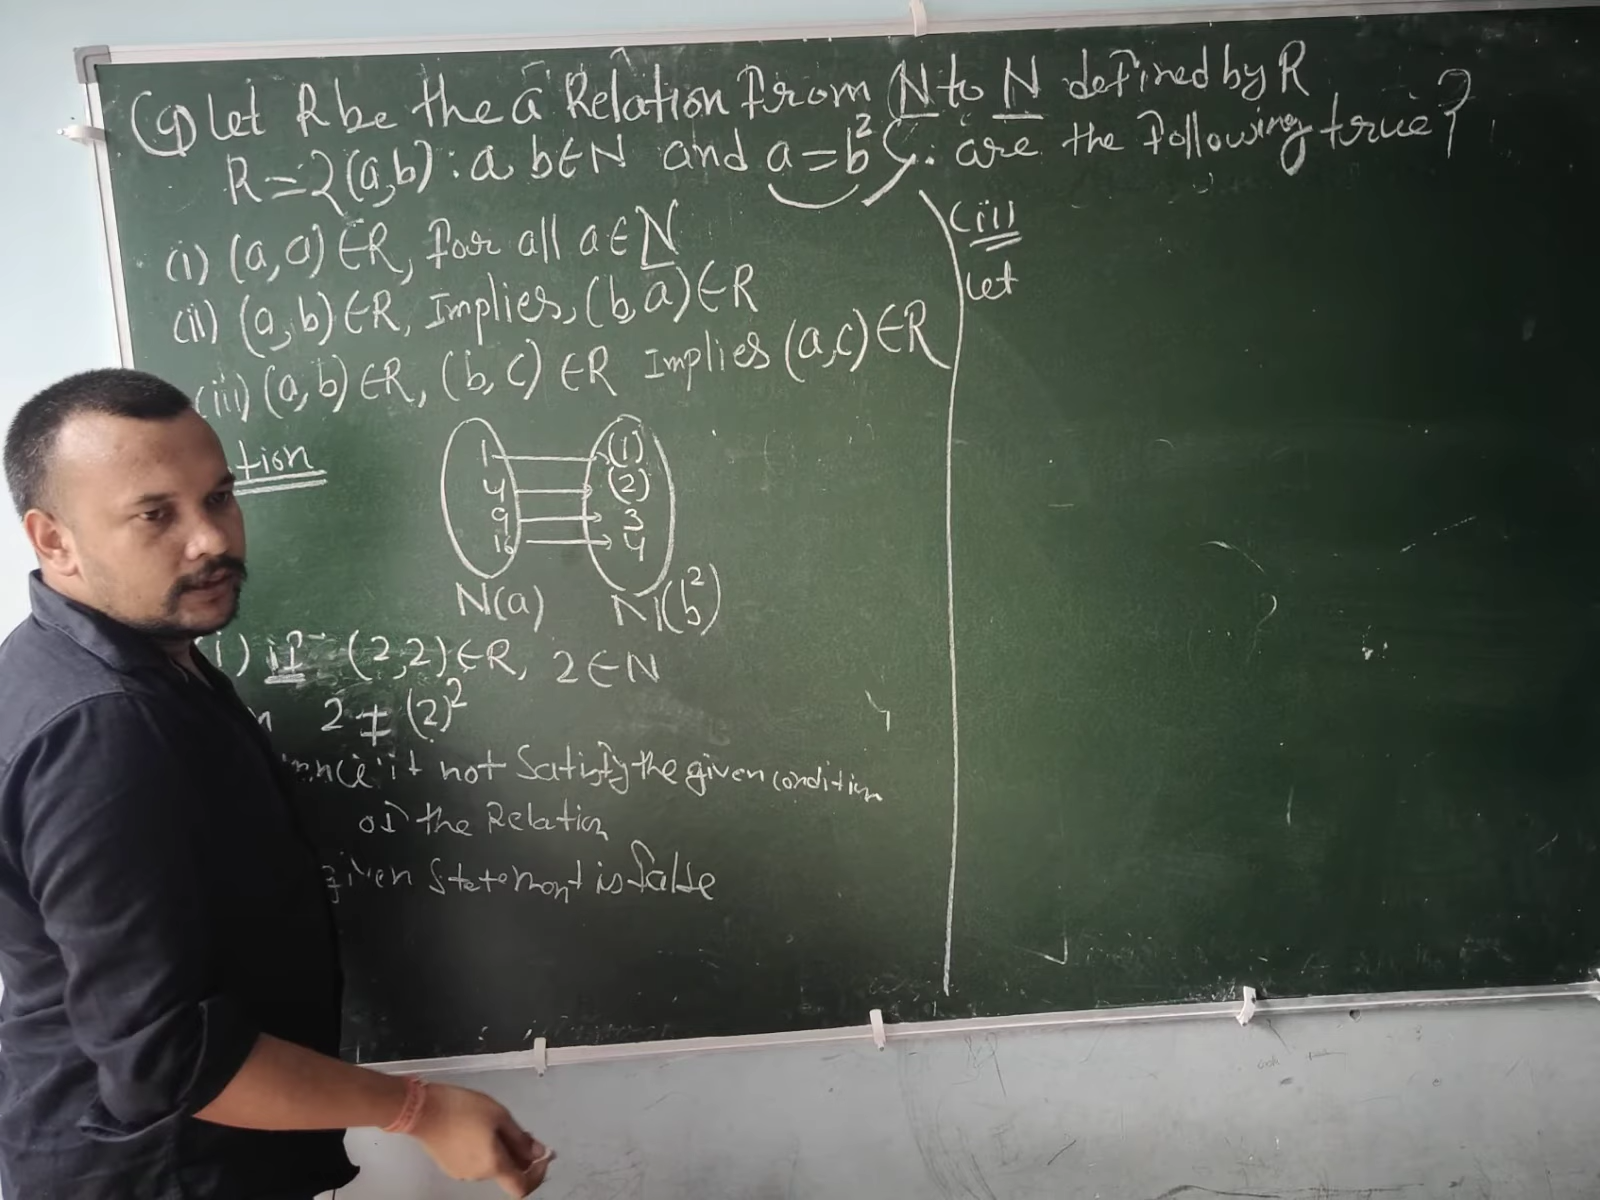 (9) Let R be the a Relation from N to N defined by R
R = {(a,b) : a, b ∈ N and a = b²}. are the following true?
(i) (a,a) ∈ R, for all a ∈ N
(ii) (a,b) ∈ R, Implies, (b,a) ∈ R
(iii) (a,b) ∈ R, (b,c) ∈ R Implies (a,c) ∈ R
tion
1 (1)
4 (2)
9 3
16 4
N(a) N(b²)
i) if (2,2) ∈ R, 2 ∈ N
n 2 ≠ (2)²
ence it not Satisfy the given condition
of the Relation
given Statement is false
(ii)
Let